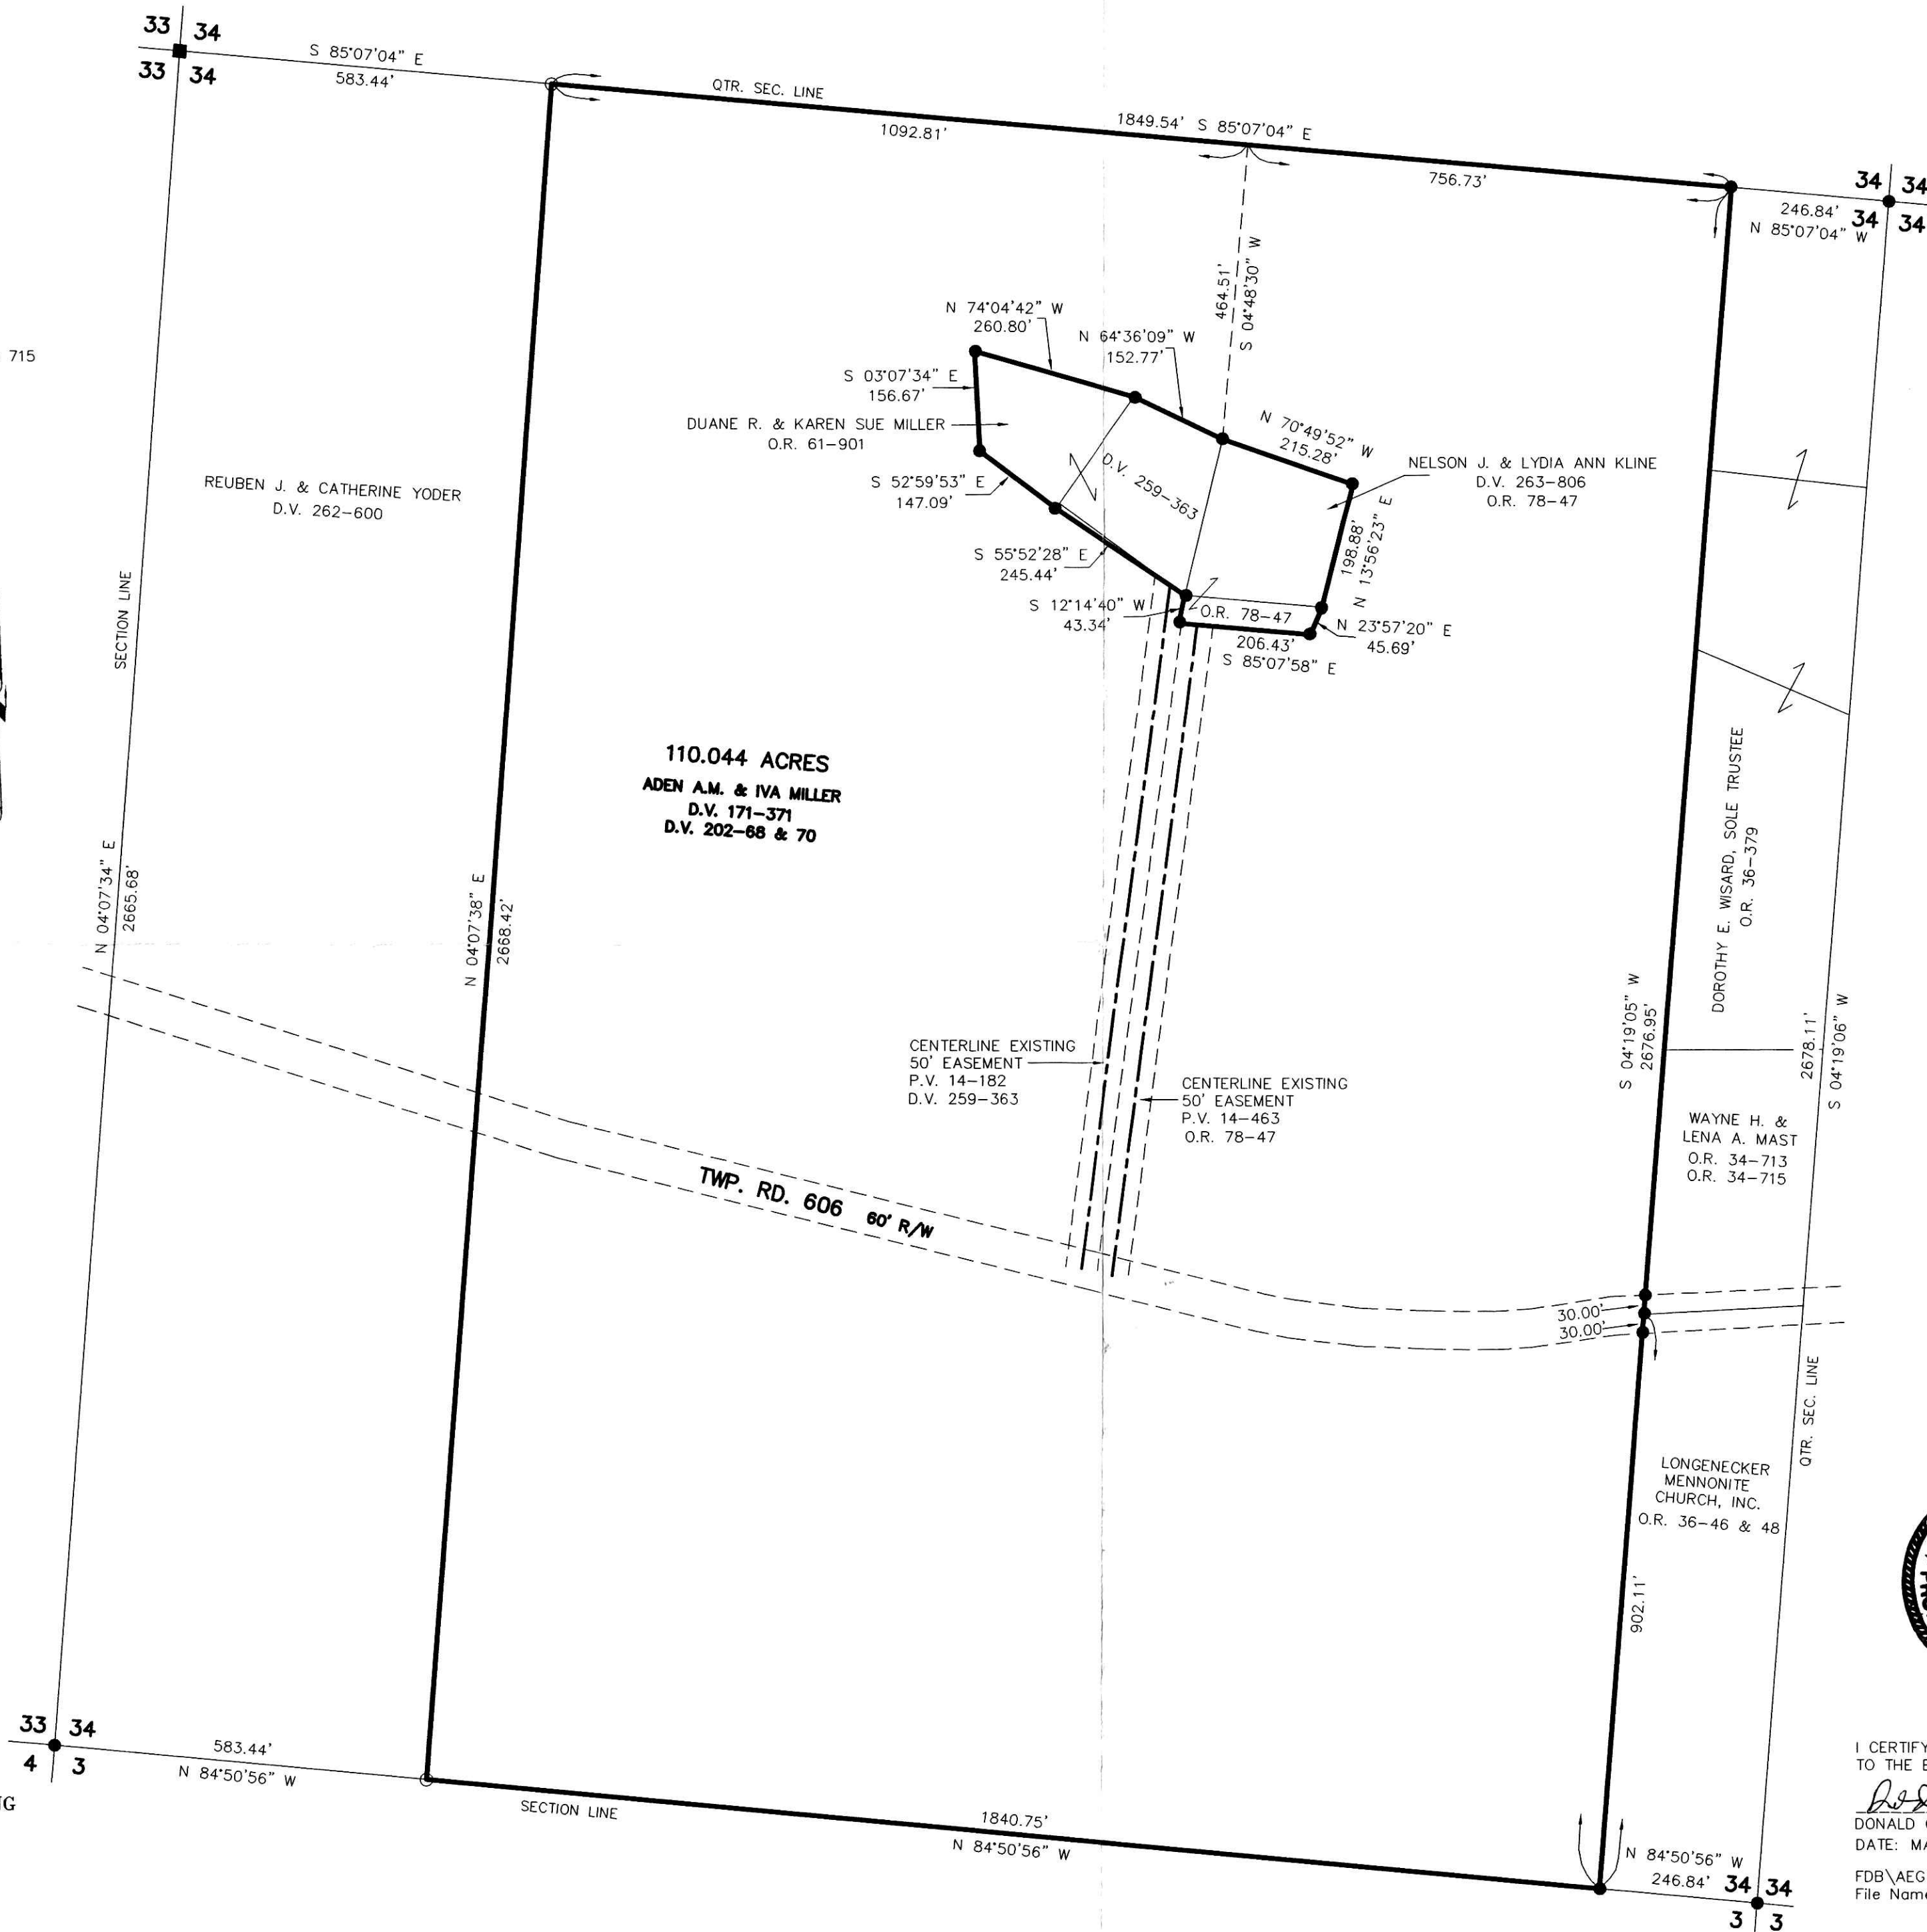 33 34
33 34
S 85°07'04" E
583.44'
QTR. SEC. LINE
1092.81'
1849.54' S 85°07'04" E
756.73'
34 34
34 34
246.84'
N 85°07'04" W
464.51'
S 04°48'30" W
N 74°04'42" W
260.80'
N 64°36'09" W
152.77'
715
S 03°07'34" E
156.67'
DUANE R. & KAREN SUE MILLER
O.R. 61-901
N 70°49'52" W
215.28'
NELSON J. & LYDIA ANN KLINE
D.V. 263-806
O.R. 78-47
D.V. 259-363
REUBEN J. & CATHERINE YODER
D.V. 262-600
S 52°59'53" E
147.09'
198.88'
N 13°56'23" E
S 55°52'28" E
245.44'
S 12°14'40" W
43.34'
O.R. 78-47
206.43'
S 85°07'58" E
N 23°57'20" E
45.69'
SECTION LINE
110.044 ACRES
ADEN A.M. & IVA MILLER
D.V. 171-371
D.V. 202-68 & 70
DOROTHY E. WISARD, SOLE TRUSTEE
O.R. 36-379
N 04°07'34" E
2665.68'
N 04°07'38" E
2668.42'
S 04°19'05" W
2676.95'
2678.11'
S 04°19'06" W
CENTERLINE EXISTING
50' EASEMENT
P.V. 14-182
D.V. 259-363
CENTERLINE EXISTING
50' EASEMENT
P.V. 14-463
O.R. 78-47
WAYNE H. &
LENA A. MAST
O.R. 34-713
O.R. 34-715
TWP. RD. 606 60' R/W
30.00'
30.00'
QTR. SEC. LINE
LONGENECKER
MENNONITE
CHURCH, INC.
O.R. 36-46 & 48
902.11'
33 34
4 3
583.44'
N 84°50'56" W
SECTION LINE
1840.75'
N 84°50'56" W
N 84°50'56" W
246.84'
34 34
3 3
I CERTIFY
TO THE
DONALD
DATE:
FDB\AEG
File Name